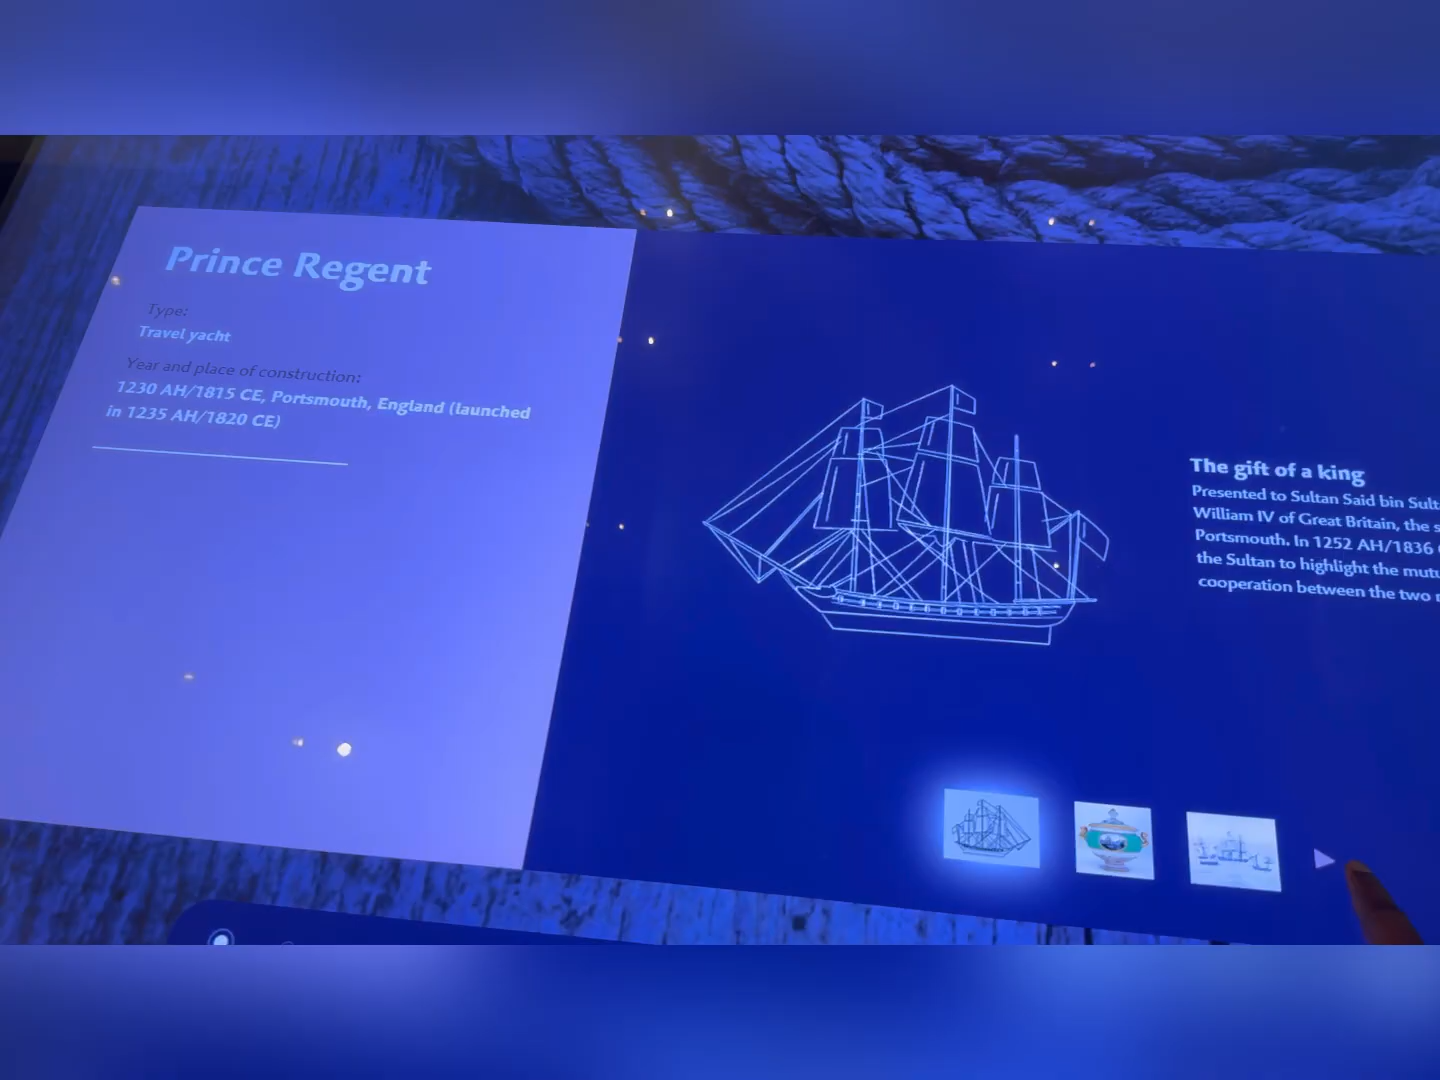 Prince Regent
Type:
Travel yacht
Year and place of construction:
1230 AH/1815 CE, Portsmouth, England (launched
in 1235 AH/1820 CE)
The gift of a king
Presented to Sultan Said bin
William IV of Great Britain, the
Portsmouth. In 1252 AH/1836
the Sultan to highlight the
cooperation between the two